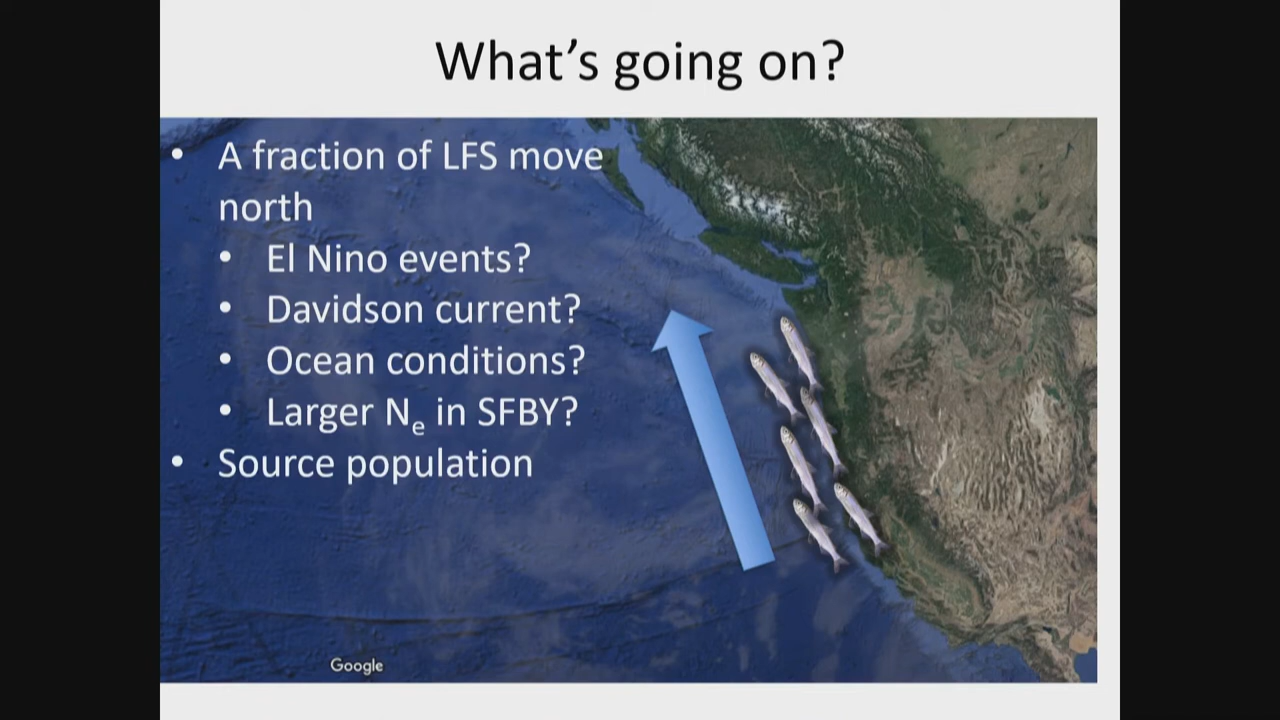 What's going on?
• A fraction of LFS move
north
• El Nino events?
• Davidson current?
• Ocean conditions?
• Larger Nₑ in SFBY?
• Source population
Google